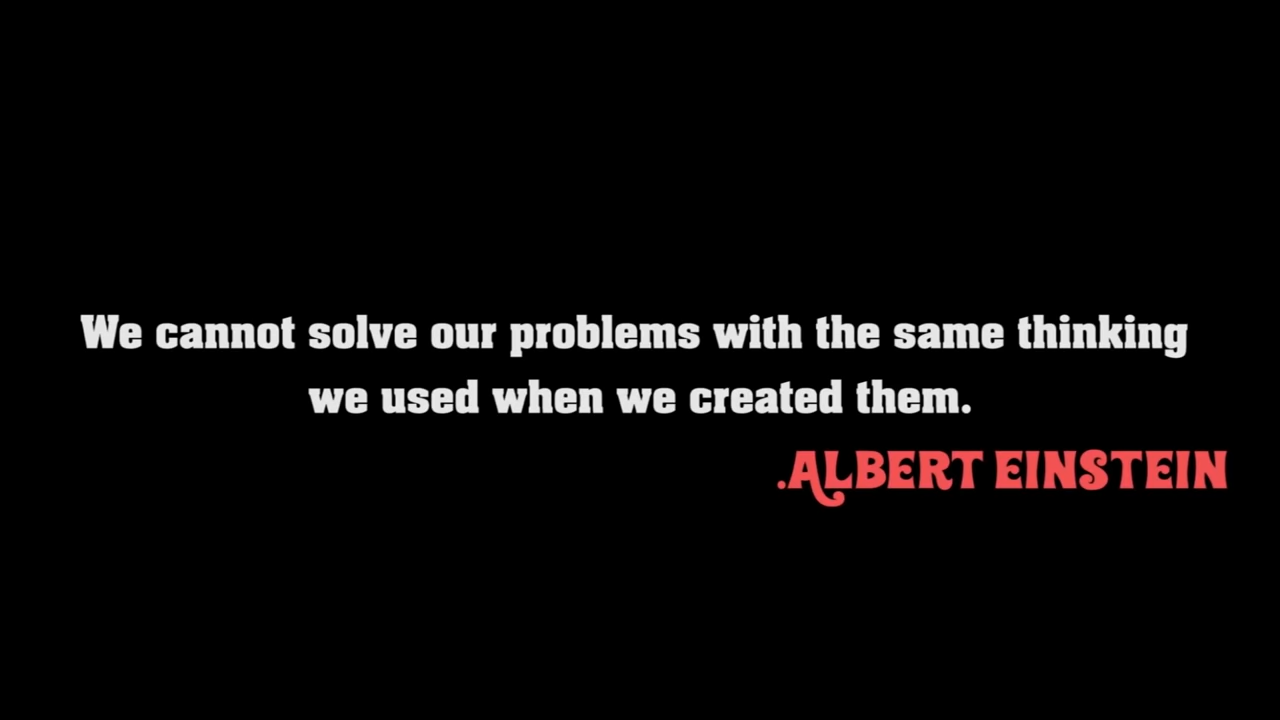 We cannot solve our problems with the same thinking
we used when we created them.
.ALBERT EINSTEIN